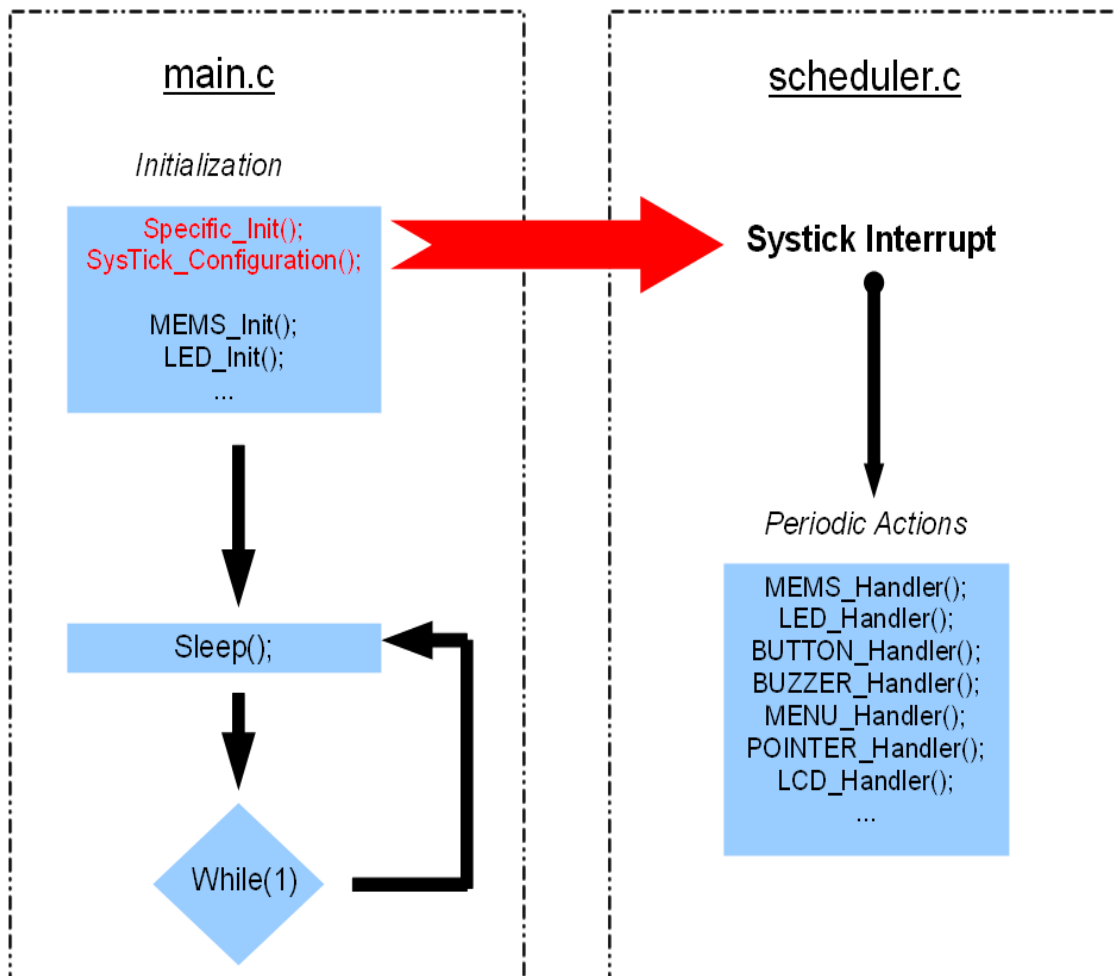 main.c
Initialization
Specific_Init();
SysTick_Configuration();
MEMS_Init();
LED_Init();
...
Sleep();
While(1)
scheduler.c
Systick Interrupt
Periodic Actions
MEMS_Handler();
LED_Handler();
BUTTON_Handler();
BUZZER_Handler();
MENU_Handler();
POINTER_Handler();
LCD_Handler();
...